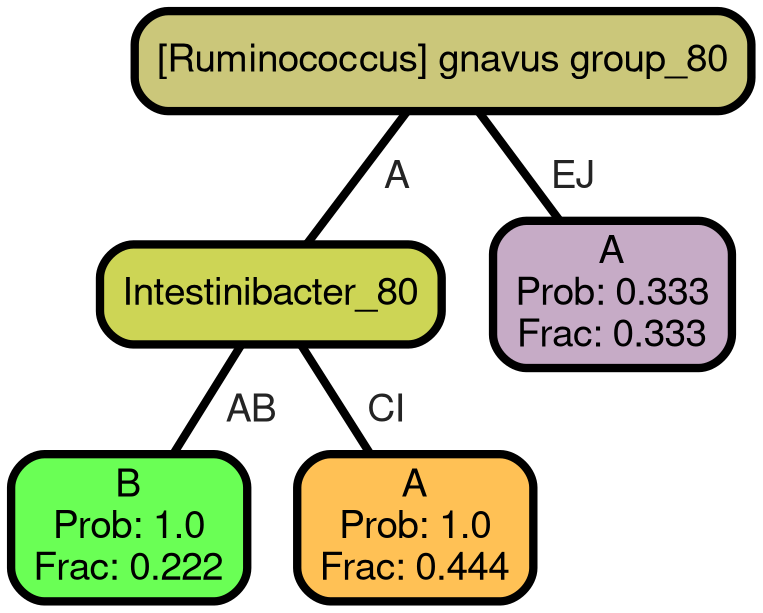 [Ruminococcus] gnavus group_80
A
EJ
A
Prob: 0.333
Frac: 0.333
Intestinibacter_80
AB
CI
B
Prob: 1.0
Frac: 0.222
A
Prob: 1.0
Frac: 0.444